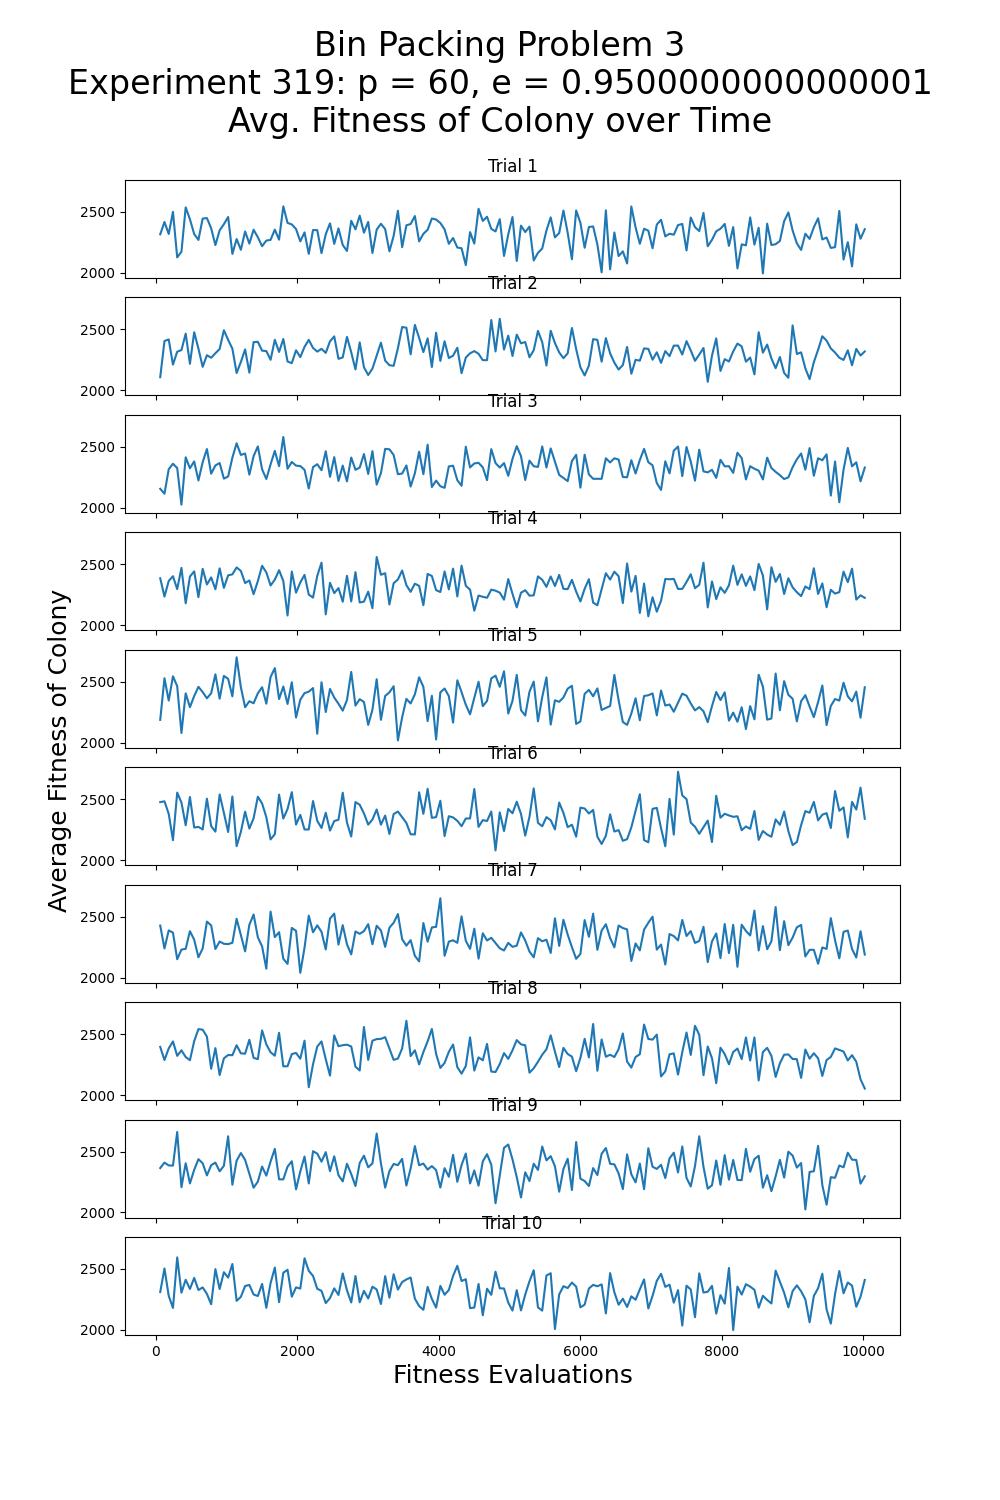 Bin Packing Problem 3
Experiment 319: p = 60, e = 0.9500000000000001
Avg. Fitness of Colony over Time
Trial 1
2500
2000
Trial 2
2500
2000
Trial 3
2500
2000
Trial 4
2500
2000
Trial 5
2500
2000
Trial 6
2500
2000
Trial 7
2500
2000
Trial 8
2500
2000
Trial 9
2500
2000
Trial 10
2500
2000
0 2000 4000 6000 8000 10000
Fitness Evaluations
Average Fitness of Colony